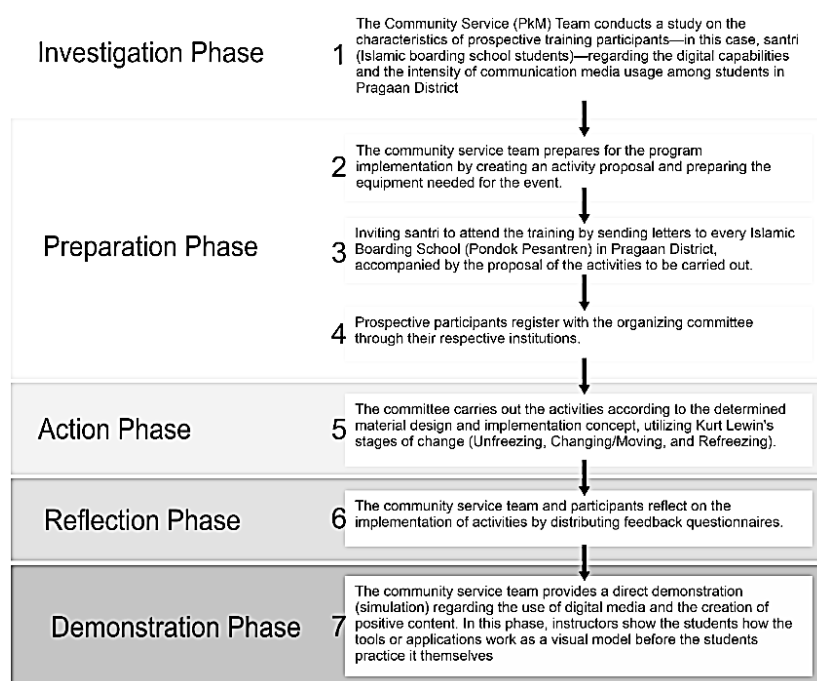 Investigation Phase
1
The Community Service (PkM) Team conducts a study on the
characteristics of prospective training participants—in this case, santri
(Islamic boarding school students)—regarding the digital capabilities
and the intensity of communication media usage among students in
Pragaan District
Preparation Phase
2
The community service team prepares for the program
implementation by creating an activity proposal and preparing the
equipment needed for the event.
3
Inviting santri to attend the training by sending letters to every Islamic
Boarding School (Pondok Pesantren) in Pragaan District,
accompanied by the proposal of the activities to be carried out.
4
Prospective participants register with the organizing committee
through their respective institutions.
Action Phase
5
The committee carries out the activities according to the determined
material design and implementation concept, utilizing Kurt Lewin's
stages of change (Unfreezing, Changing/Moving, and Refreezing).
Reflection Phase
6
The community service team and participants reflect on the
implementation of activities by distributing feedback questionnaires.
Demonstration Phase
7
The community service team provides a direct demonstration
(simulation) regarding the use of digital media and the creation of
positive content. In this phase, instructors show the students how the
tools or applications work as a visual model before the students
practice it themselves